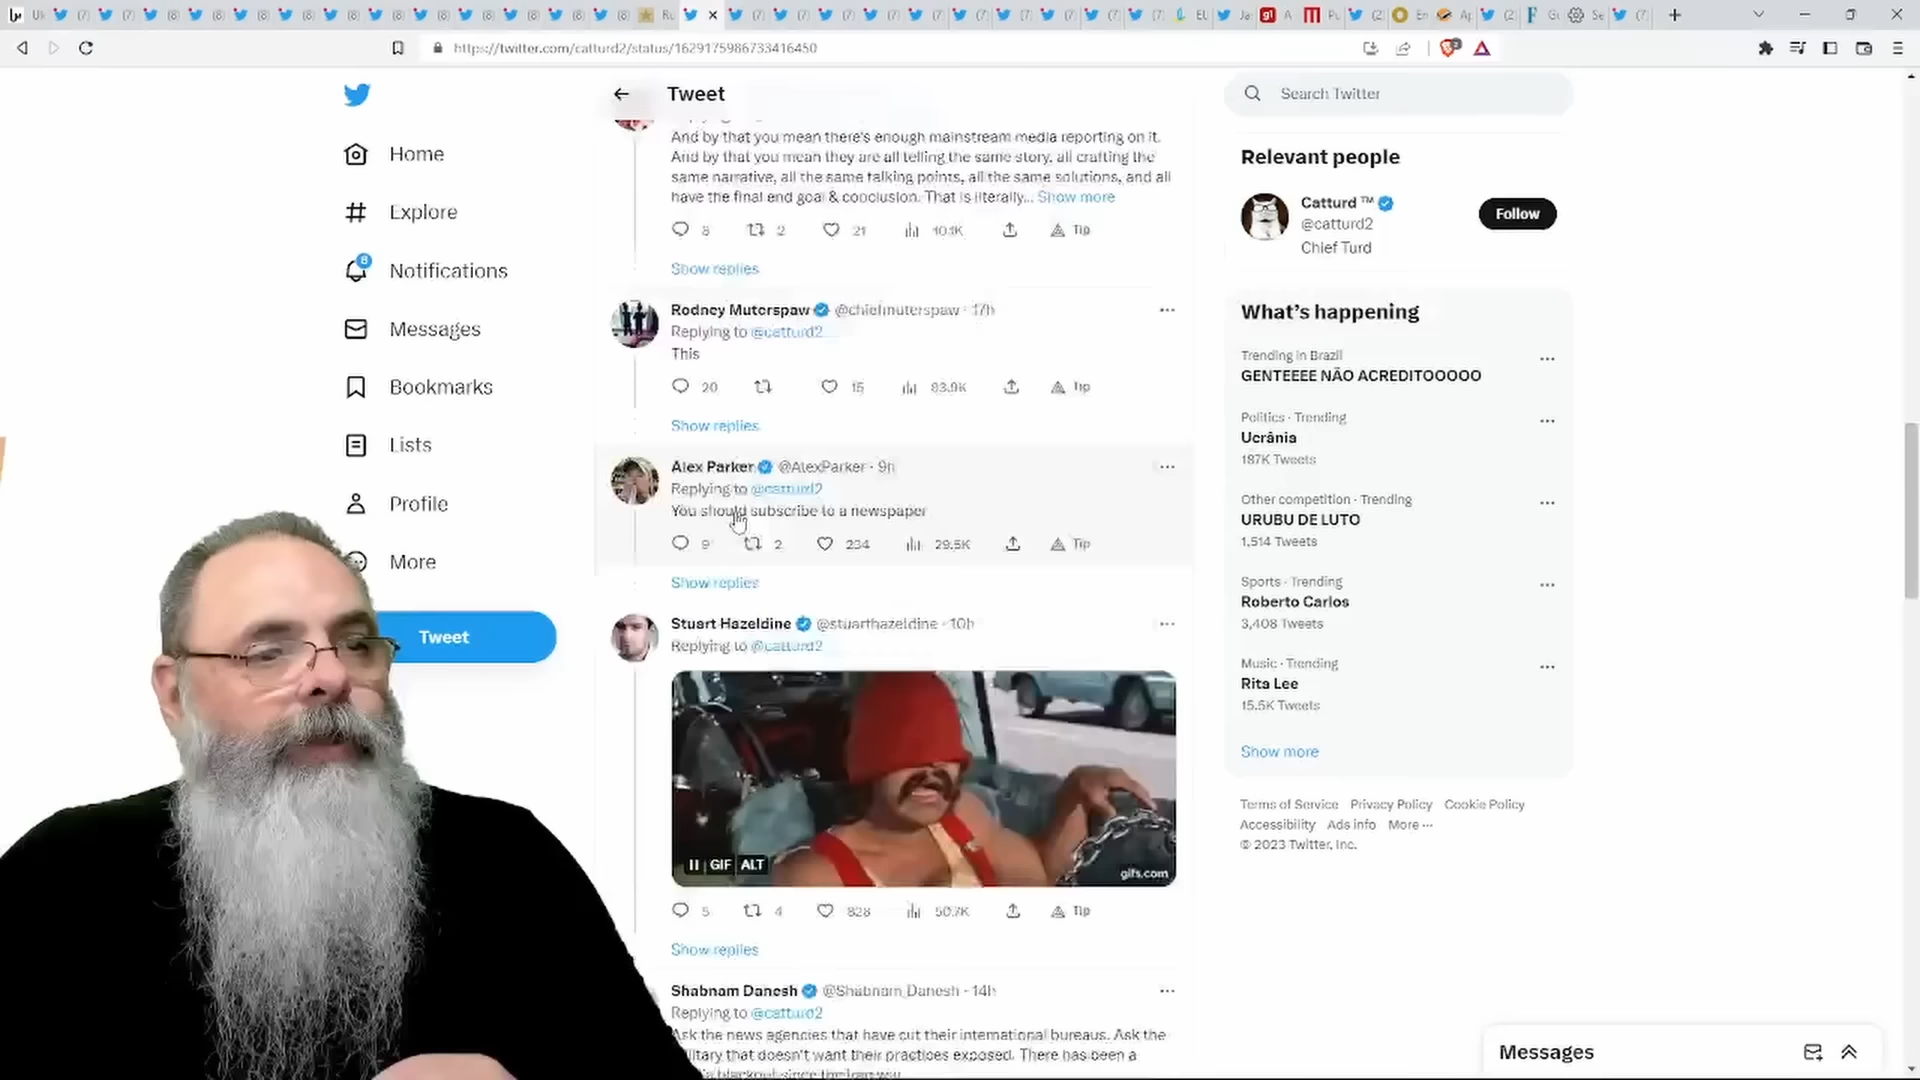 https://twitter.com/catturd2/status/1629175986733416450
Home
Explore
8
Notifications
Messages
Bookmarks
Lists
Profile
More
Tweet
Tweet
And by that you mean there's enough mainstream media reporting on it.
And by that you mean they are all telling the same story, all crafting the
same narrative, all the same talking points, all the same solutions, and all
have the final end goal & cooclusion. That is literally... Show more
8 2 21 10.1K Tip
Show replies
Rodney Muterspaw @chiefmuterspaw · 17h
Replying to @catturd2
This
20 15 83.9K Tip
Show replies
Alex Parker @AlexParker · 9h
Replying to @catturd2
You should subscribe to a newspaper
9 2 234 29.5K Tip
Show replies
Stuart Hazeldine @stuarthazeldine · 10h
Replying to @catturd2
GIF ALT
gifs.com
5 4 828 50.7K Tip
Show replies
Shabnam Danesh @Shabnam_Danesh · 14h
Replying to @catturd2
Ask the news agencies that have cut their international bureaus. Ask the
that doesn't want their practices exposed. There has been a
blackout since the Iraq war
Search Twitter
Relevant people
Catturd ™
@catturd2
Chief Turd
Follow
What's happening
Trending in Brazil
GENTEEEE NÃO ACREDITOOOOO
Politics · Trending
Ucrânia
187K Tweets
Other competition · Trending
URUBU DE LUTO
1,514 Tweets
Sports · Trending
Roberto Carlos
3,408 Tweets
Music · Trending
Rita Lee
15.5K Tweets
Show more
Terms of Service Privacy Policy Cookie Policy
Accessibility Ads info More ···
© 2023 Twitter, Inc.
Messages